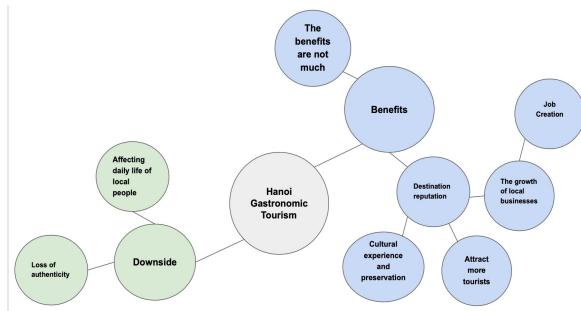 The
benefits
are not
much
Benefits
Job
Creation
Affecting
daily life of
local
people
Hanoi
Gastronomic
Tourism
Destination
reputation
The growth
of local
businesses
Loss of
authenticity
Downside
Cultural
experience
and
preservation
Attract
more
tourists